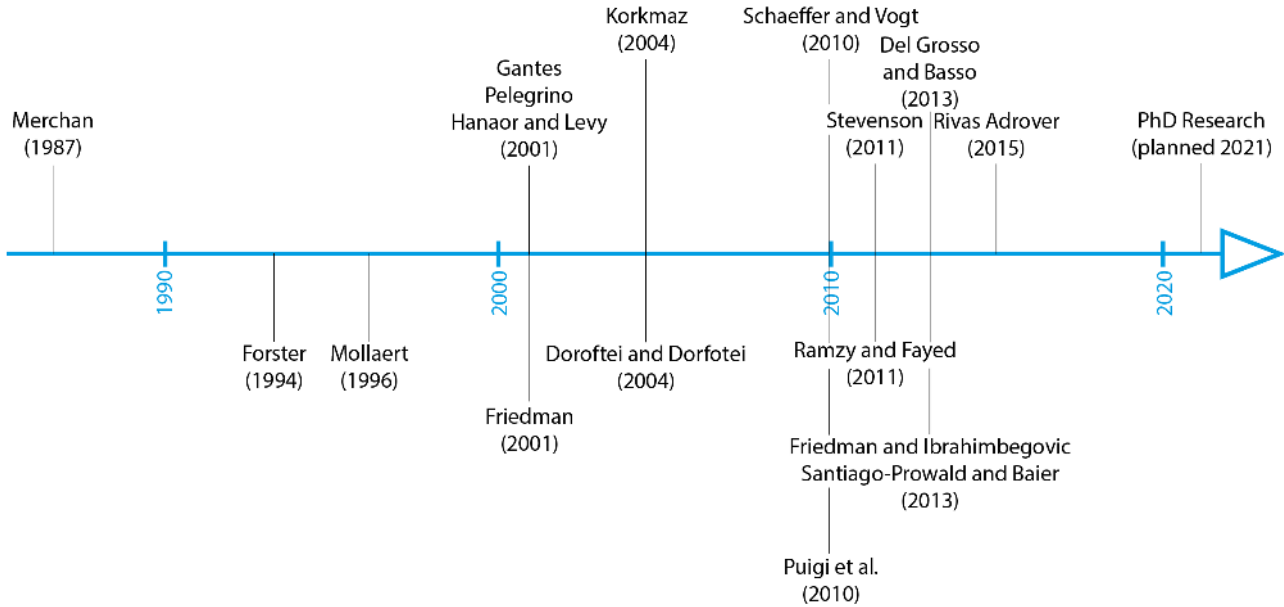 Merchan
(1987)
Gantes
Pelegrino
Hanaor and Levy
(2001)
Korkmaz
(2004)
Schaeffer and Vogt
(2010)
Del Grosso
and Basso
(2013)
Stevenson
(2011)
Rivas Adrover
(2015)
PhD Research
(planned 2021)
1990
2000
2010
2020
Forster
(1994)
Mollaert
(1996)
Friedman
(2001)
Doroftei and Dorfotei
(2004)
Ramzy and Fayed
(2011)
Friedman and Ibrahimbegovic
Santiago-Prowald and Baier
(2013)
Puigi et al.
(2010)